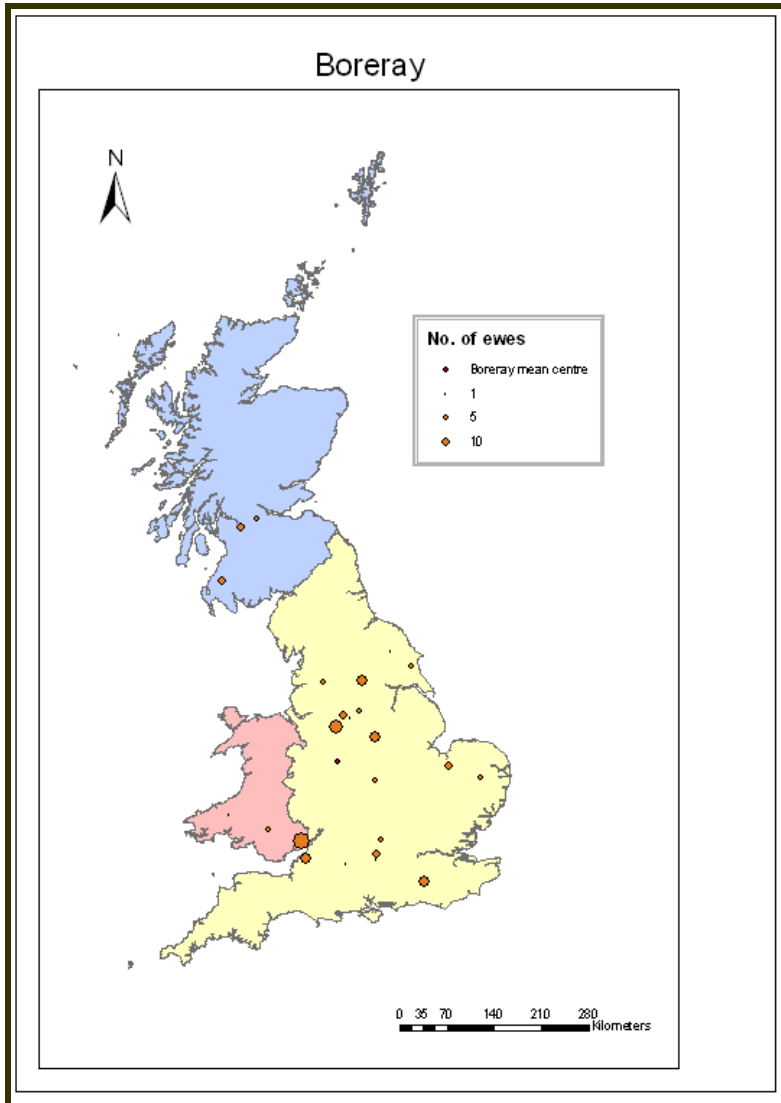 Boreray
N
No. of ewes
Boreray mean centre
1
5
10
0 35 70 140 210 280
Kilometers